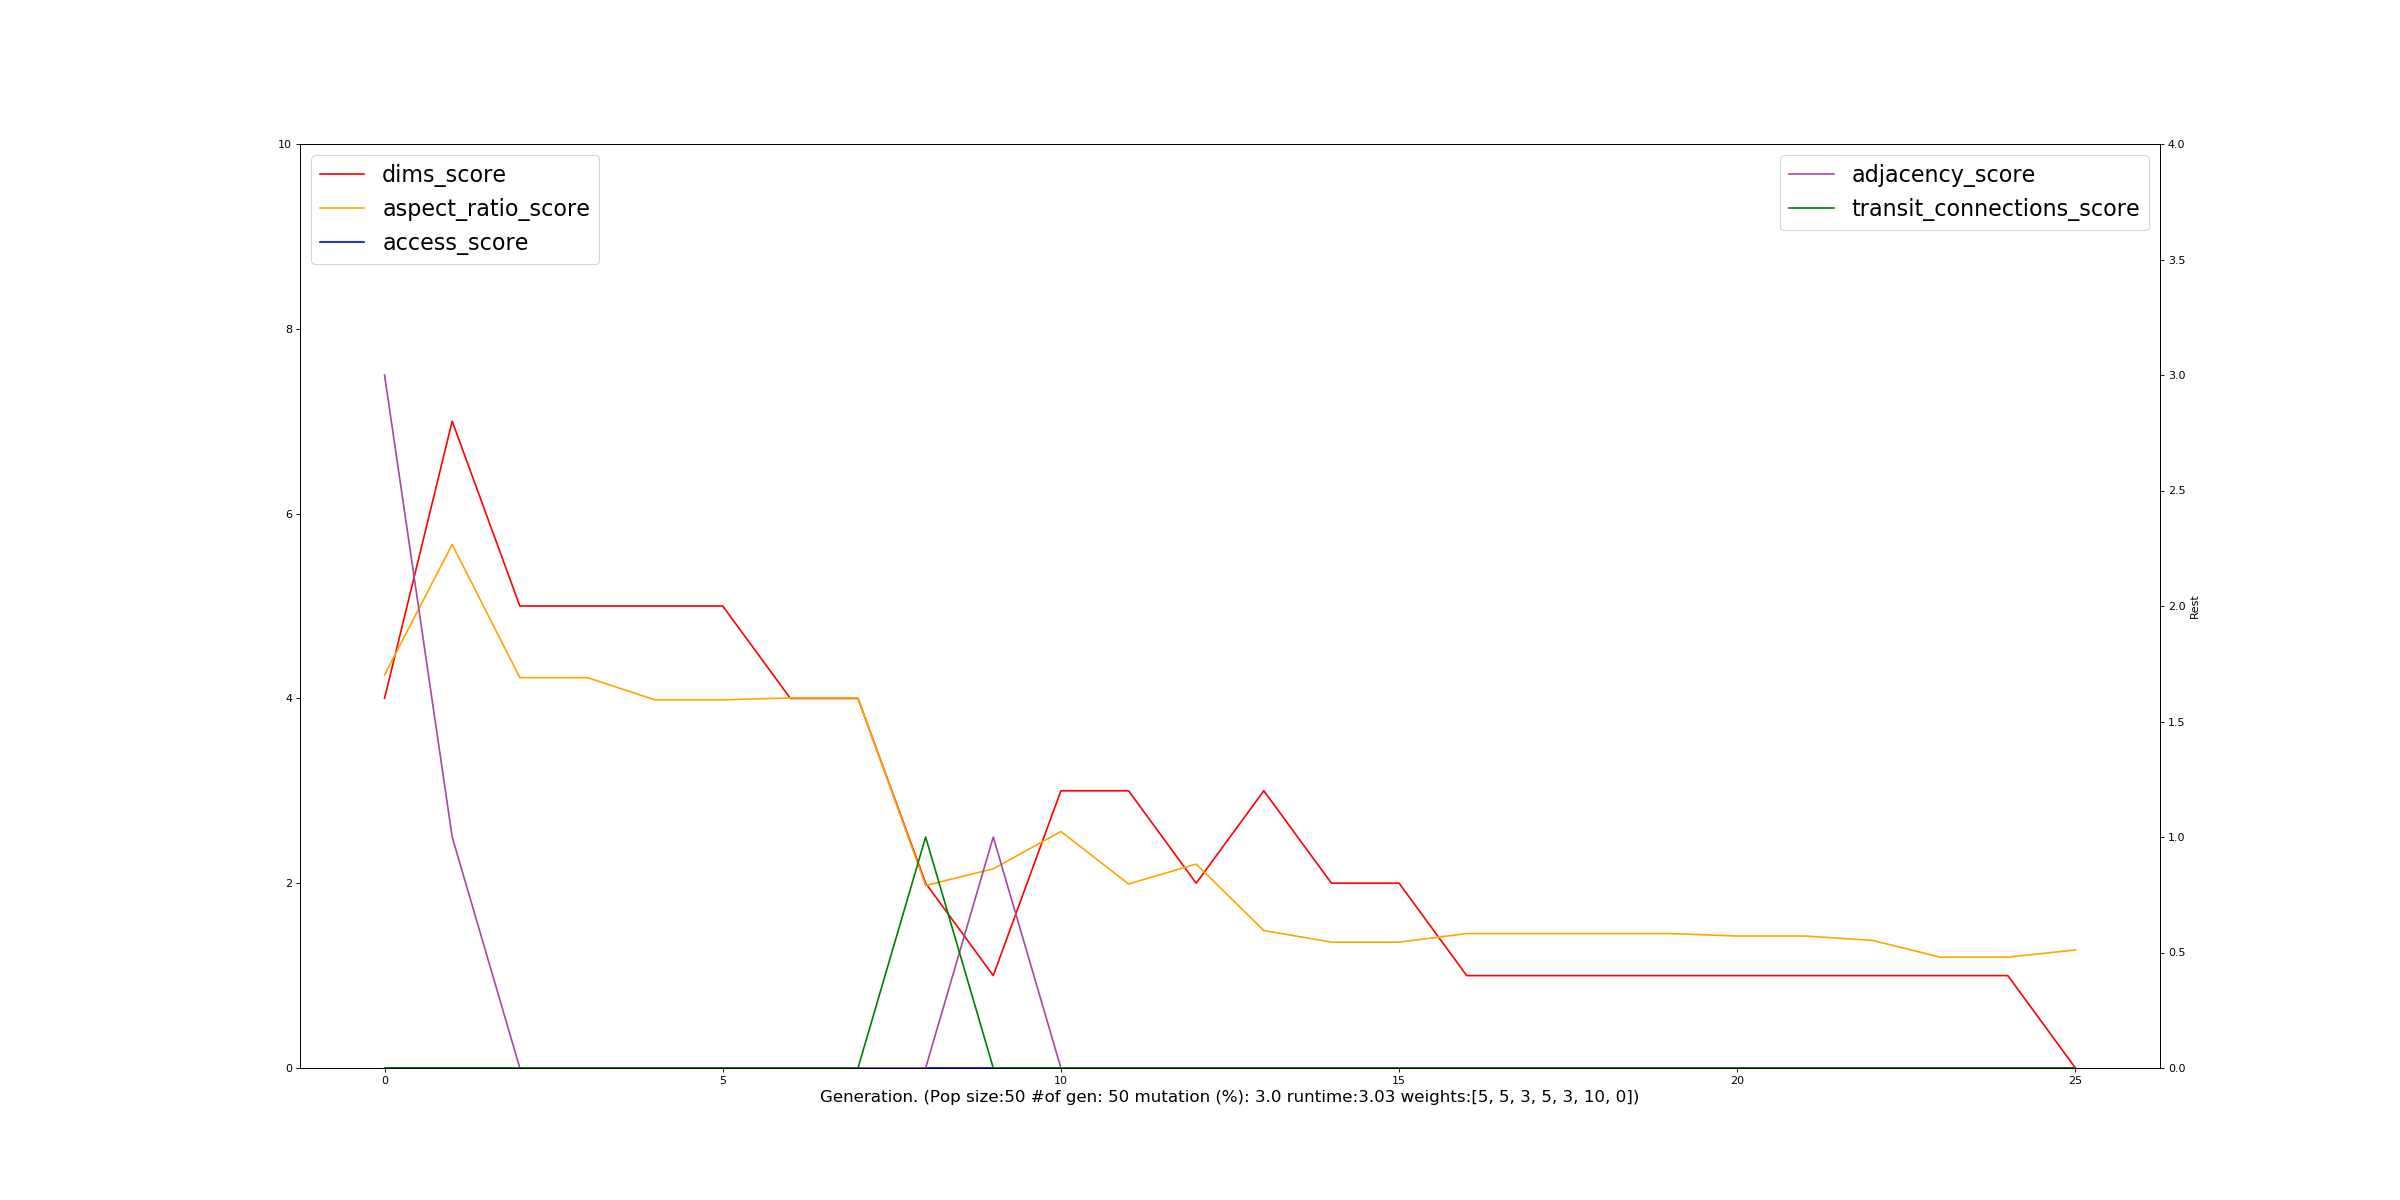 dims_score
aspect_ratio_score
access_score
adjacency_score
transit_connections_score
10
8
6
4
2
0
4.0
3.5
3.0
2.5
2.0
1.5
1.0
0.5
0.0
Rest
0 5 10 15 20 25
Generation. (Pop size:50 #of gen: 50 mutation (%): 3.0 runtime:3.03 weights:[5, 5, 3, 5, 3, 10, 0])